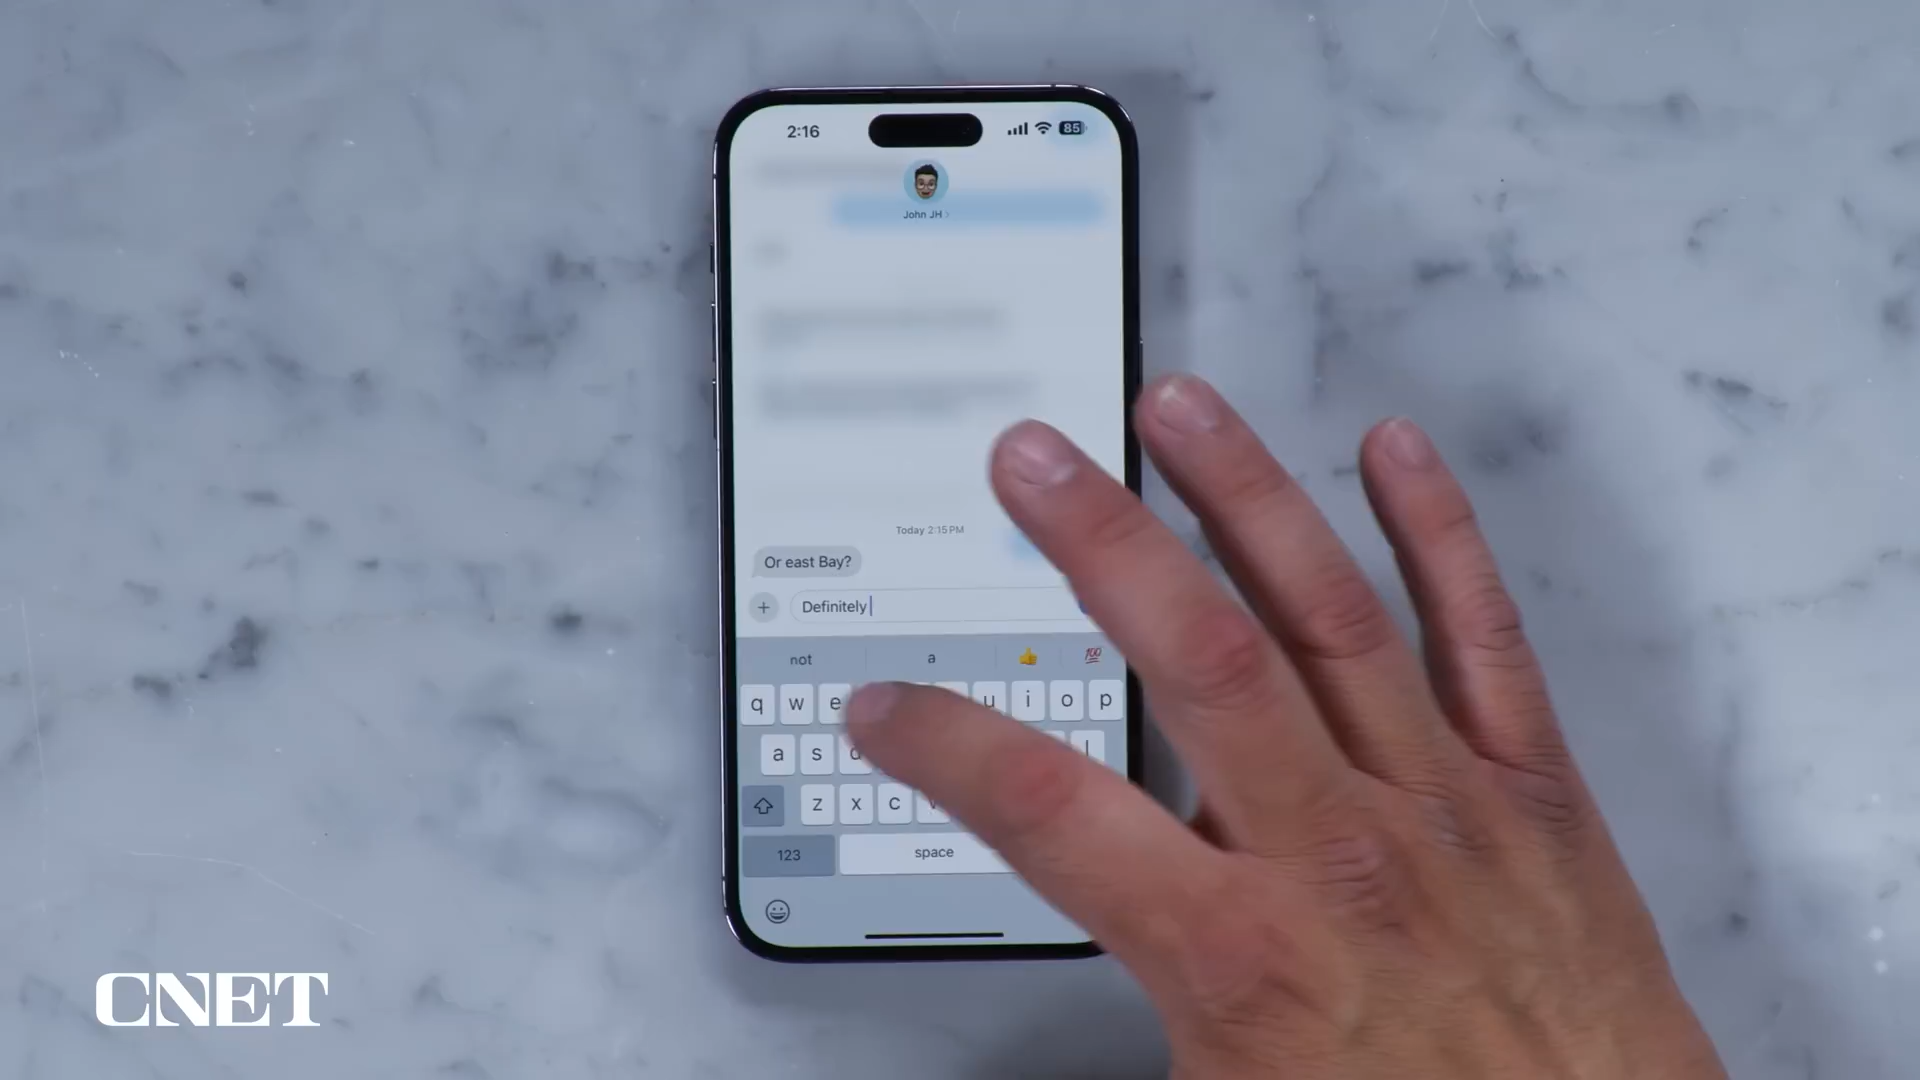 2:16
85
John JH
Today 2:15 PM
Or east Bay?
Definitely
not a 👍 💯
q w e u i o p
a s d l
z x c v
123 space
CNET